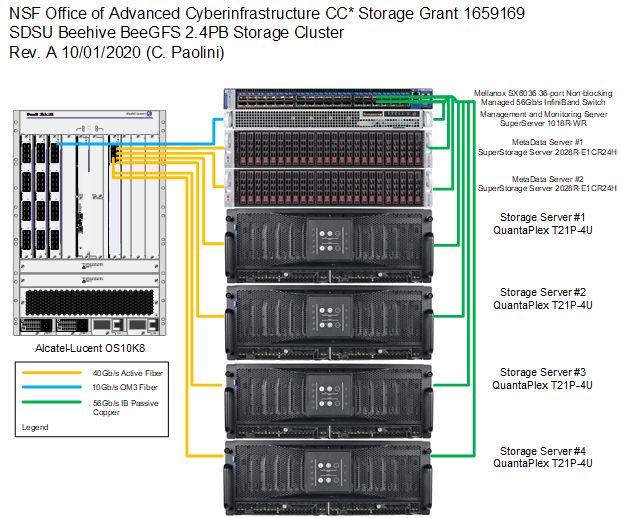 NSF Office of Advanced Cyberinfrastructure CC* Storage Grant 1659169
SDSU Beehive BeeGFS 2.4PB Storage Cluster
Rev. A 10/01/2020 (C. Paolini)
Mellanox SX6036 36-port Non-blocking
Managed 56Gb/s InfiniBand Switch
Management and Monitoring Server
SuperServer 1018R-WR
MetaData Server #1
SuperStorage Server 2028R-E1CR24H
MetaData Server #2
SuperStorage Server 2028R-E1CR24H
Storage Server #1
QuantaPlex T21P-4U
Storage Server #2
QuantaPlex T21P-4U
Storage Server #3
QuantaPlex T21P-4U
Storage Server #4
QuantaPlex T21P-4U
Alcatel-Lucent
Alcatel-Lucent OS10K8
40Gb/s Active Fiber
10Gb/s OM3 Fiber
56Gb/s IB Passive
Copper
Legend